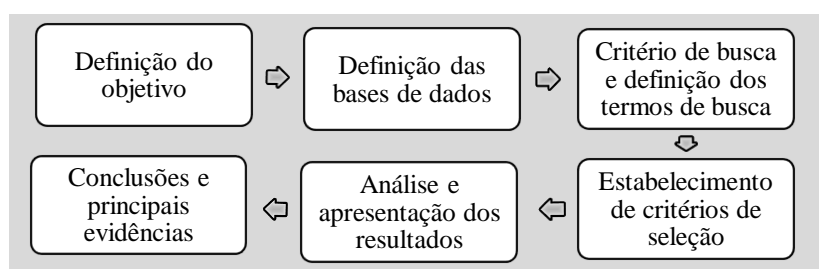 Definição do
objetivo
Definição das
bases de dados
Critério de busca
e definição dos
termos de busca
Estabelecimento
de critérios de
seleção
Análise e
apresentação dos
resultados
Conclusões e
principais
evidências